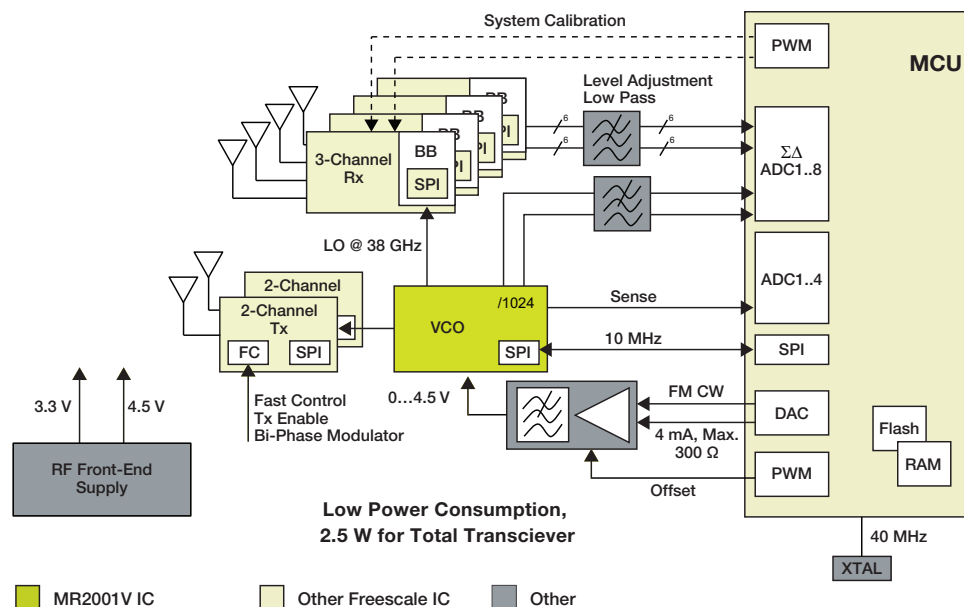 System Calibration
PWM
MCU
Level Adjustment
Low Pass
BB
BB
BB
3-Channel
Rx
BB
SPI
PI
PI
PI
6
6
6
6
ΣΔ
ADC1..8
LO @ 38 GHz
2-Channel
2-Channel
Tx
FC
SPI
/1024
VCO
SPI
Sense
ADC1..4
10 MHz
SPI
3.3 V
4.5 V
Fast Control
Tx Enable
Bi-Phase Modulator
0...4.5 V
FM CW
4 mA, Max.
300 Ω
DAC
Flash
RAM
RF Front-End
Supply
Offset
PWM
Low Power Consumption,
2.5 W for Total Transciever
40 MHz
XTAL
MR2001V IC
Other Freescale IC
Other